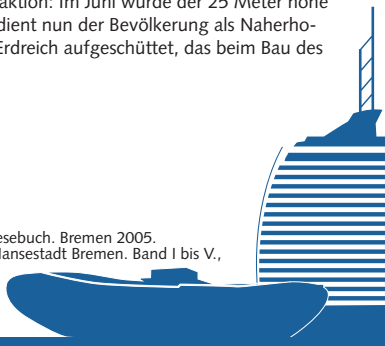 aktion: Im Juni wurde der 25 Meter hohe
dient nun der Bevölkerung als Naherho-
Erdreich aufgeschüttet, das beim Bau des
esebuch. Bremen 2005.
Hansestadt Bremen. Band I bis V.,